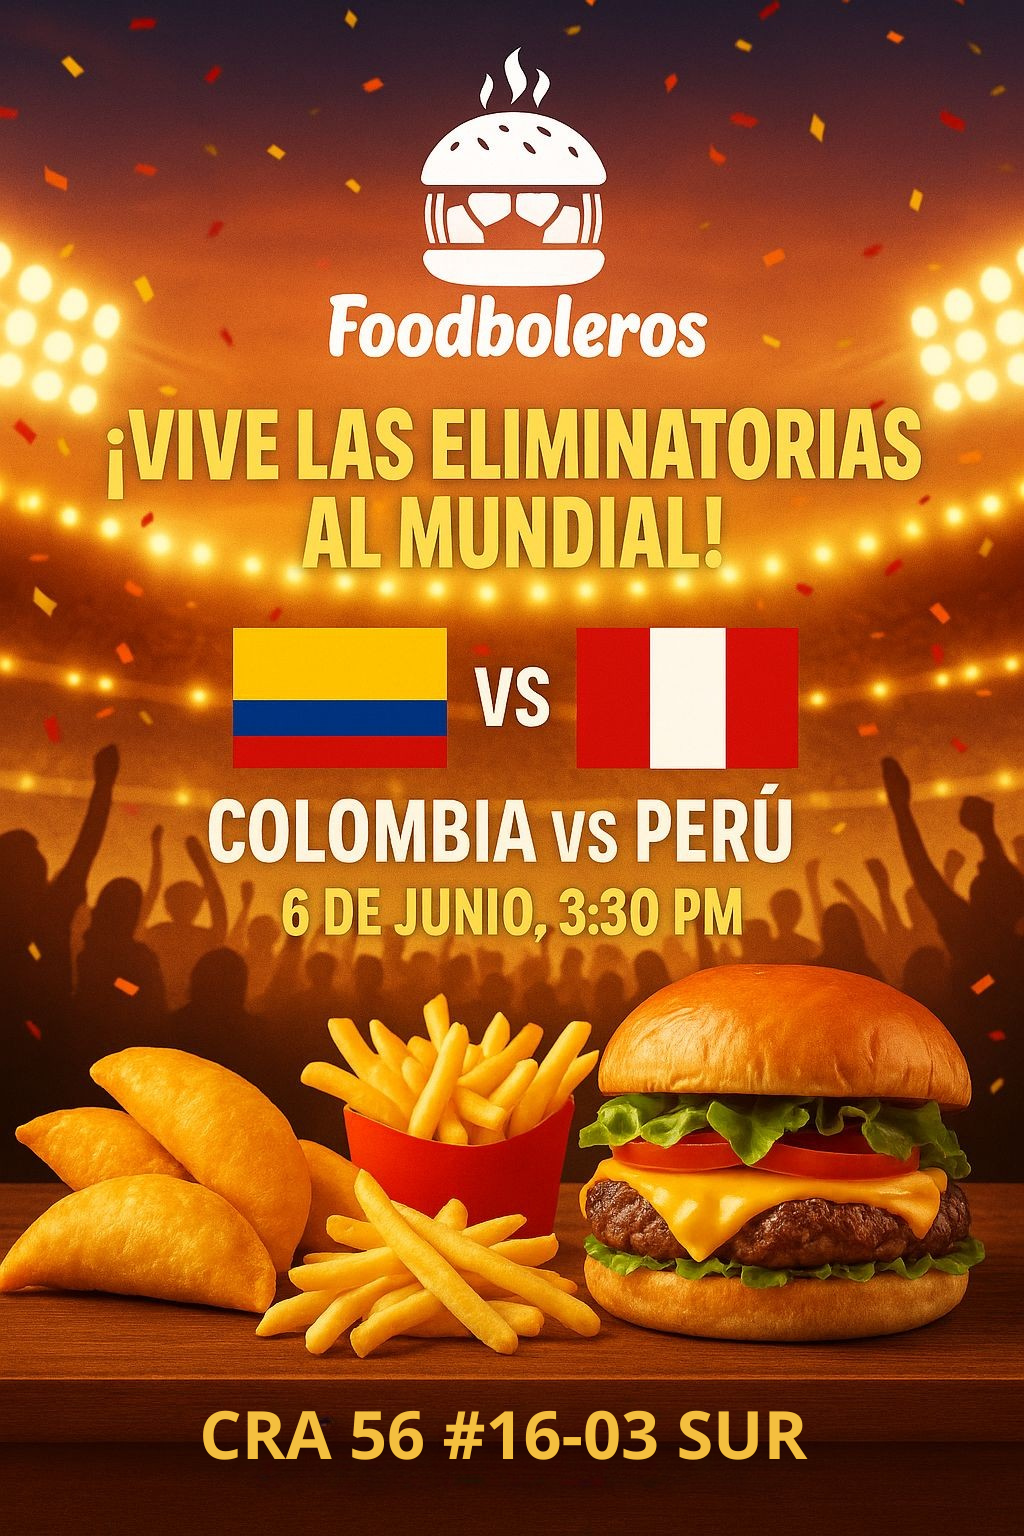 Foodboleros
¡VIVE LAS ELIMINATORIAS
AL MUNDIAL!
VS
COLOMBIA VS PERÚ
6 DE JUNIO, 3:30 PM
CRA 56 #16-03 SUR